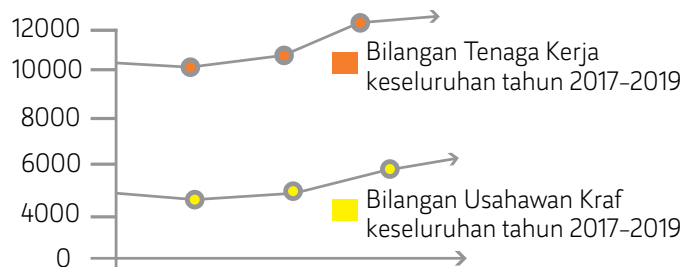 12000
10000
8000
6000
4000
0
Bilangan Tenaga Kerja
keseluruhan tahun 2017–2019
Bilangan Usahawan Kraf
keseluruhan tahun 2017–2019